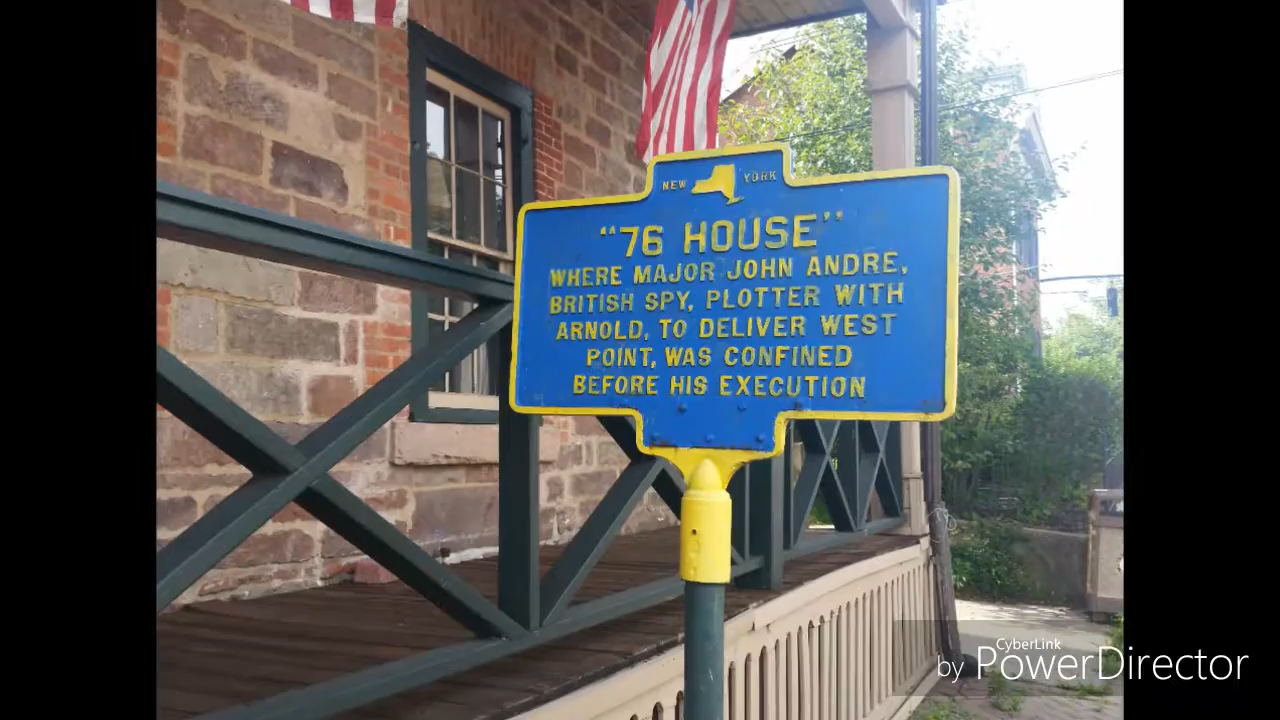 NEW YORK
"76 HOUSE"
WHERE MAJOR JOHN ANDRE,
BRITISH SPY, PLOTTER WITH
ARNOLD, TO DELIVER WEST
POINT, WAS CONFINED
BEFORE HIS EXECUTION
CyberLink
by PowerDirector